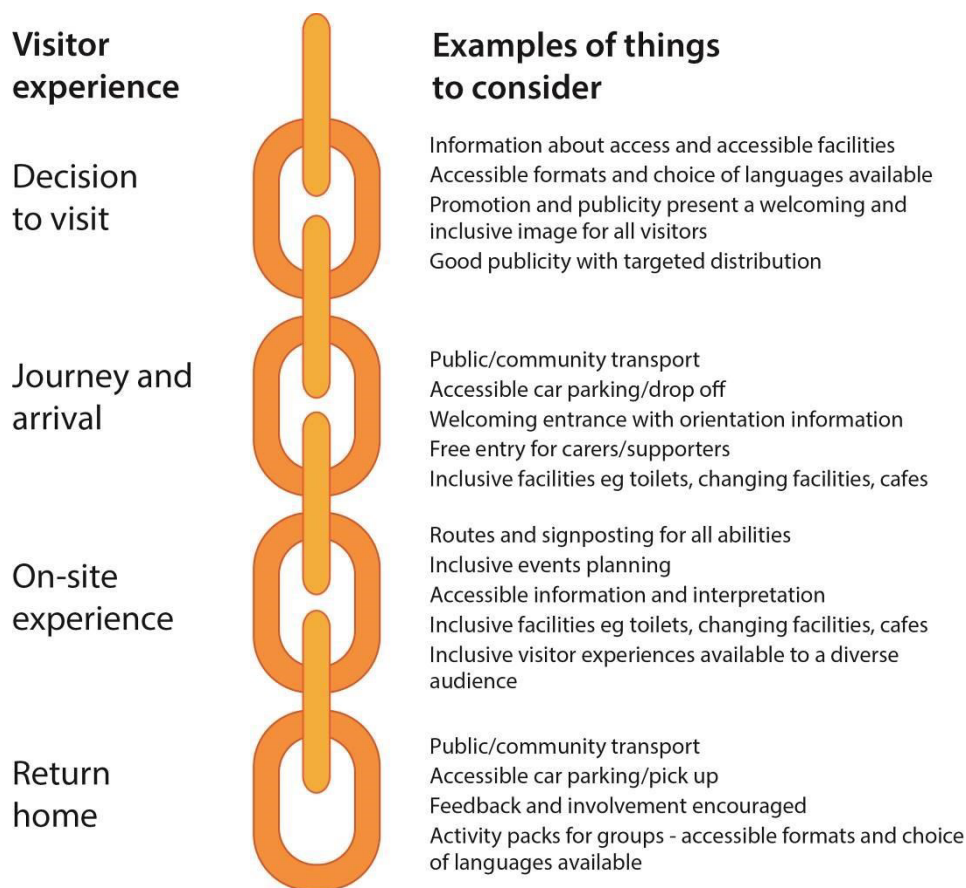 Visitor
experience
Examples of things
to consider
Decision
to visit
Information about access and accessible facilities
Accessible formats and choice of languages available
Promotion and publicity present a welcoming and
inclusive image for all visitors
Good publicity with targeted distribution
Journey and
arrival
Public/community transport
Accessible car parking/drop off
Welcoming entrance with orientation information
Free entry for carers/supporters
Inclusive facilities eg toilets, changing facilities, cafes
On-site
experience
Routes and signposting for all abilities
Inclusive events planning
Accessible information and interpretation
Inclusive facilities eg toilets, changing facilities, cafes
Inclusive visitor experiences available to a diverse
audience
Return
home
Public/community transport
Accessible car parking/pick up
Feedback and involvement encouraged
Activity packs for groups - accessible formats and choice
of languages available